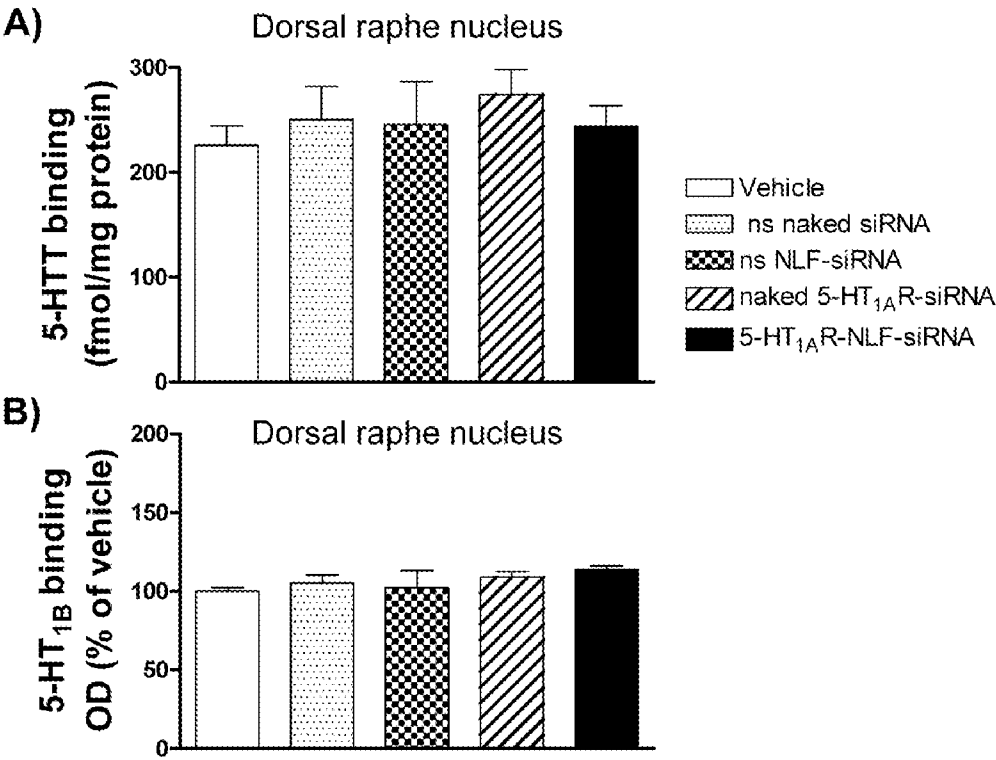 A)
Dorsal raphe nucleus
5-HTT binding
(fmol/mg protein)
300
200
100
0
Vehicle
ns naked siRNA
ns NLF-siRNA
naked 5-HT1AR-siRNA
5-HT1AR-NLF-siRNA
B)
Dorsal raphe nucleus
5-HT1B binding
OD (% of vehicle)
200
150
100
50
0